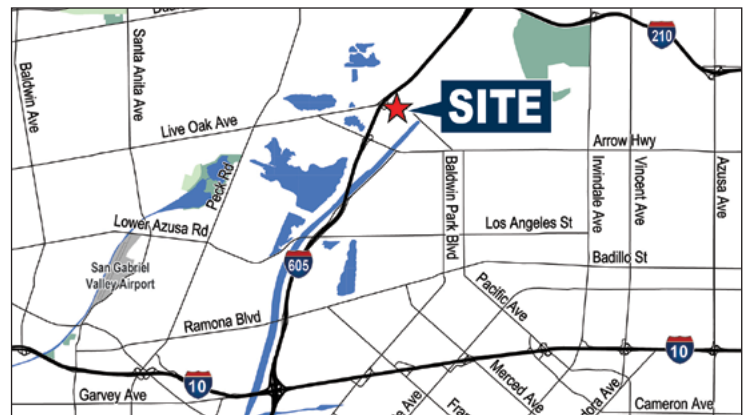 210
Baldwin Ave
Santa Anita Ave
SITE
Live Oak Ave
Arrow Hwy
Peck Rd
Baldwin Park Blvd
Irwindale Ave
Vincent Ave
Azusa Ave
Lower Azusa Rd
Los Angeles St
San Gabriel
Valley Airport
605
Badillo St
Pacific Ave
Ramona Blvd
10
10
Merced Ave
Garvey Ave
Cameron Ave